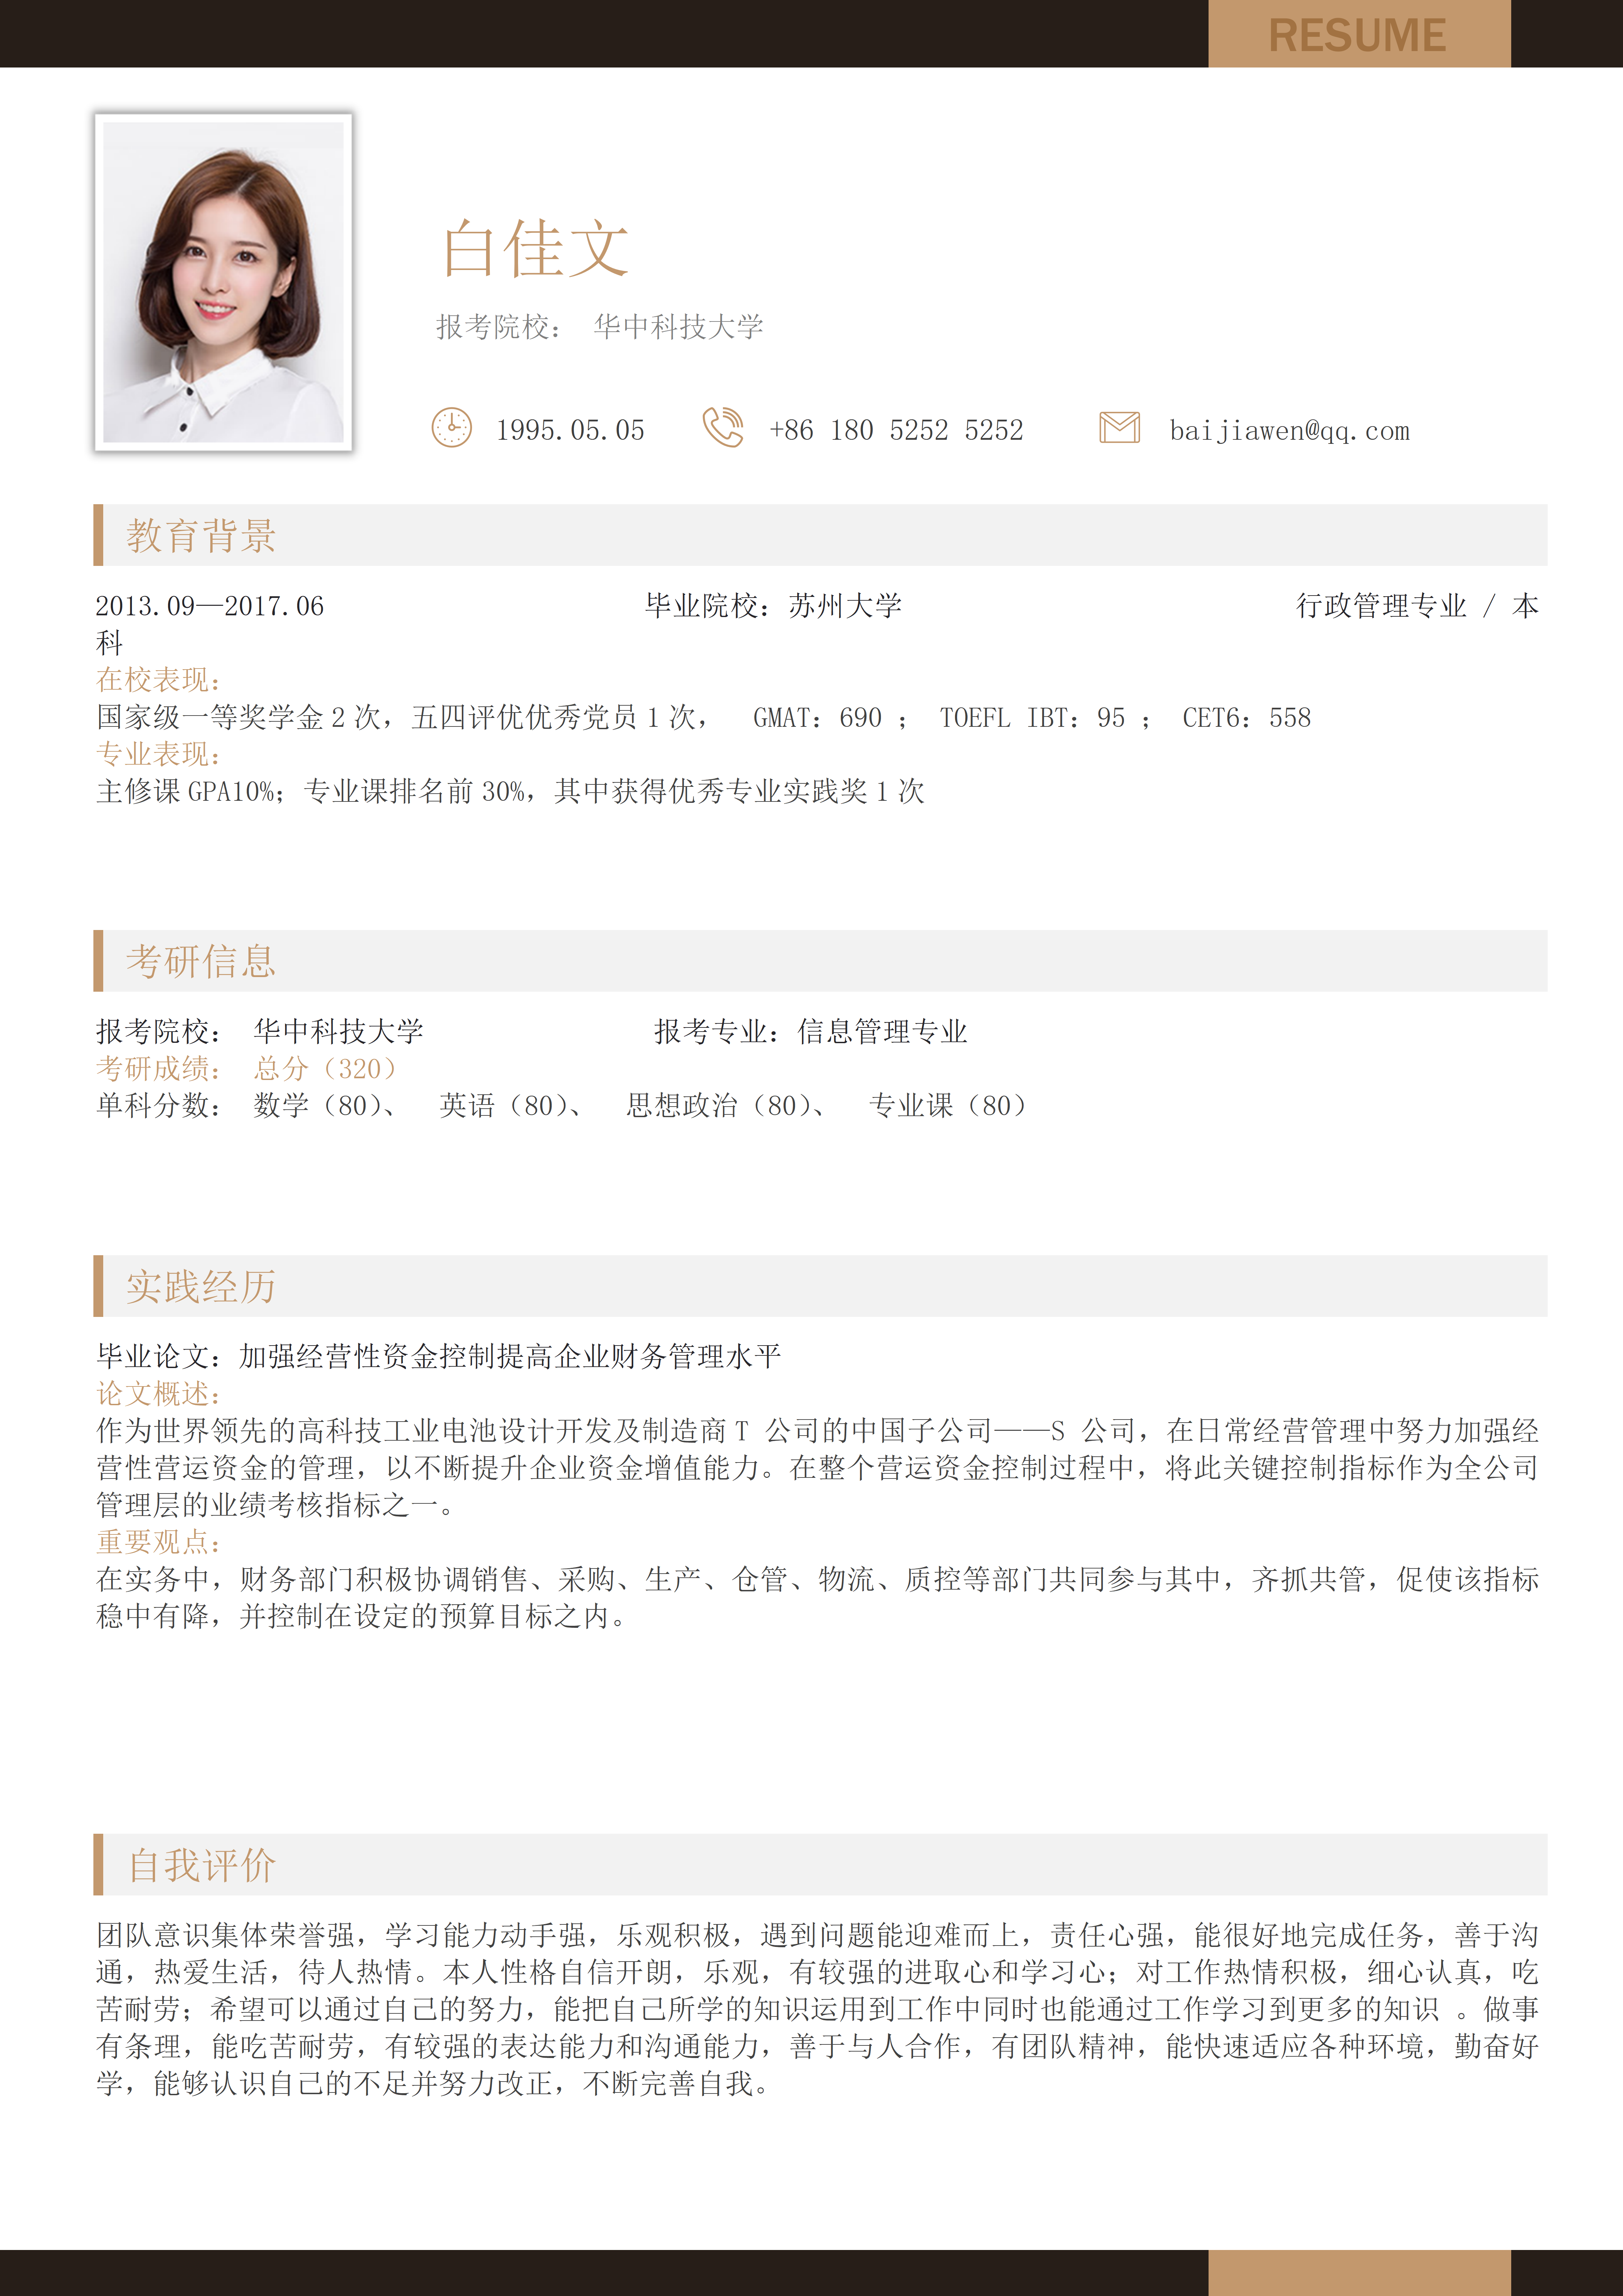 RESUME
白佳文
报考院校： 华中科技大学
1995.05.05 +86 180 5252 5252 baijiawen@qq.com
教育背景
2013.09—2017.06 毕业院校：苏州大学 行政管理专业 / 本
科
在校表现：
国家级一等奖学金 2 次，五四评优优秀党员 1 次， GMAT：690 ； TOEFL IBT：95 ； CET6：558
专业表现：
主修课 GPA10%；专业课排名前 30%，其中获得优秀专业实践奖 1 次
考研信息
报考院校： 华中科技大学 报考专业：信息管理专业
考研成绩： 总分（320）
单科分数： 数学（80）、 英语（80）、 思想政治（80）、 专业课（80）
实践经历
毕业论文：加强经营性资金控制提高企业财务管理水平
论文概述：
作为世界领先的高科技工业电池设计开发及制造商 T 公司的中国子公司——S 公司，在日常经营管理中努力加强经
营性营运资金的管理，以不断提升企业资金增值能力。在整个营运资金控制过程中，将此关键控制指标作为全公司
管理层的业绩考核指标之一。
重要观点：
在实务中，财务部门积极协调销售、采购、生产、仓管、物流、质控等部门共同参与其中，齐抓共管，促使该指标
稳中有降，并控制在设定的预算目标之内。
自我评价
团队意识集体荣誉强，学习能力动手强，乐观积极，遇到问题能迎难而上，责任心强，能很好地完成任务，善于沟
通，热爱生活，待人热情。本人性格自信开朗，乐观，有较强的进取心和学习心；对工作热情积极，细心认真，吃
苦耐劳；希望可以通过自己的努力，能把自己所学的知识运用到工作中同时也能通过工作学习到更多的知识 。做事
有条理，能吃苦耐劳，有较强的表达能力和沟通能力，善于与人合作，有团队精神，能快速适应各种环境，勤奋好
学，能够认识自己的不足并努力改正，不断完善自我。